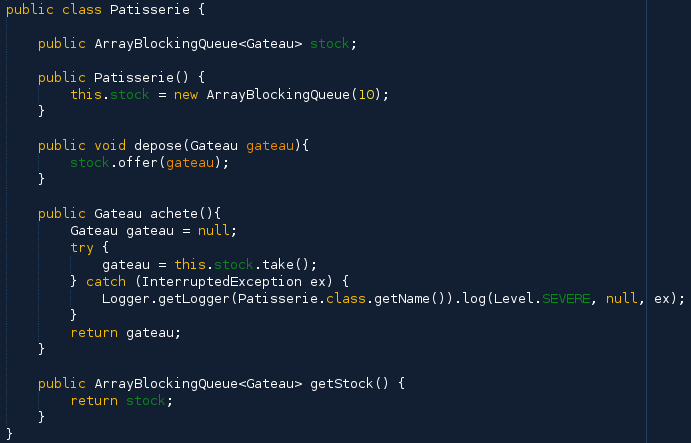 public class Patisserie {
public ArrayBlockingQueue<Gateau> stock;
public Patisserie() {
this.stock = new ArrayBlockingQueue(10);
}
public void depose(Gateau gateau){
stock.offer(gateau);
}
public Gateau achete(){
Gateau gateau = null;
try {
gateau = this.stock.take();
} catch (InterruptedException ex) {
Logger.getLogger(Patisserie.class.getName()).log(Level.SEVERE, null, ex);
}
return gateau;
}
public ArrayBlockingQueue<Gateau> getStock() {
return stock;
}
}